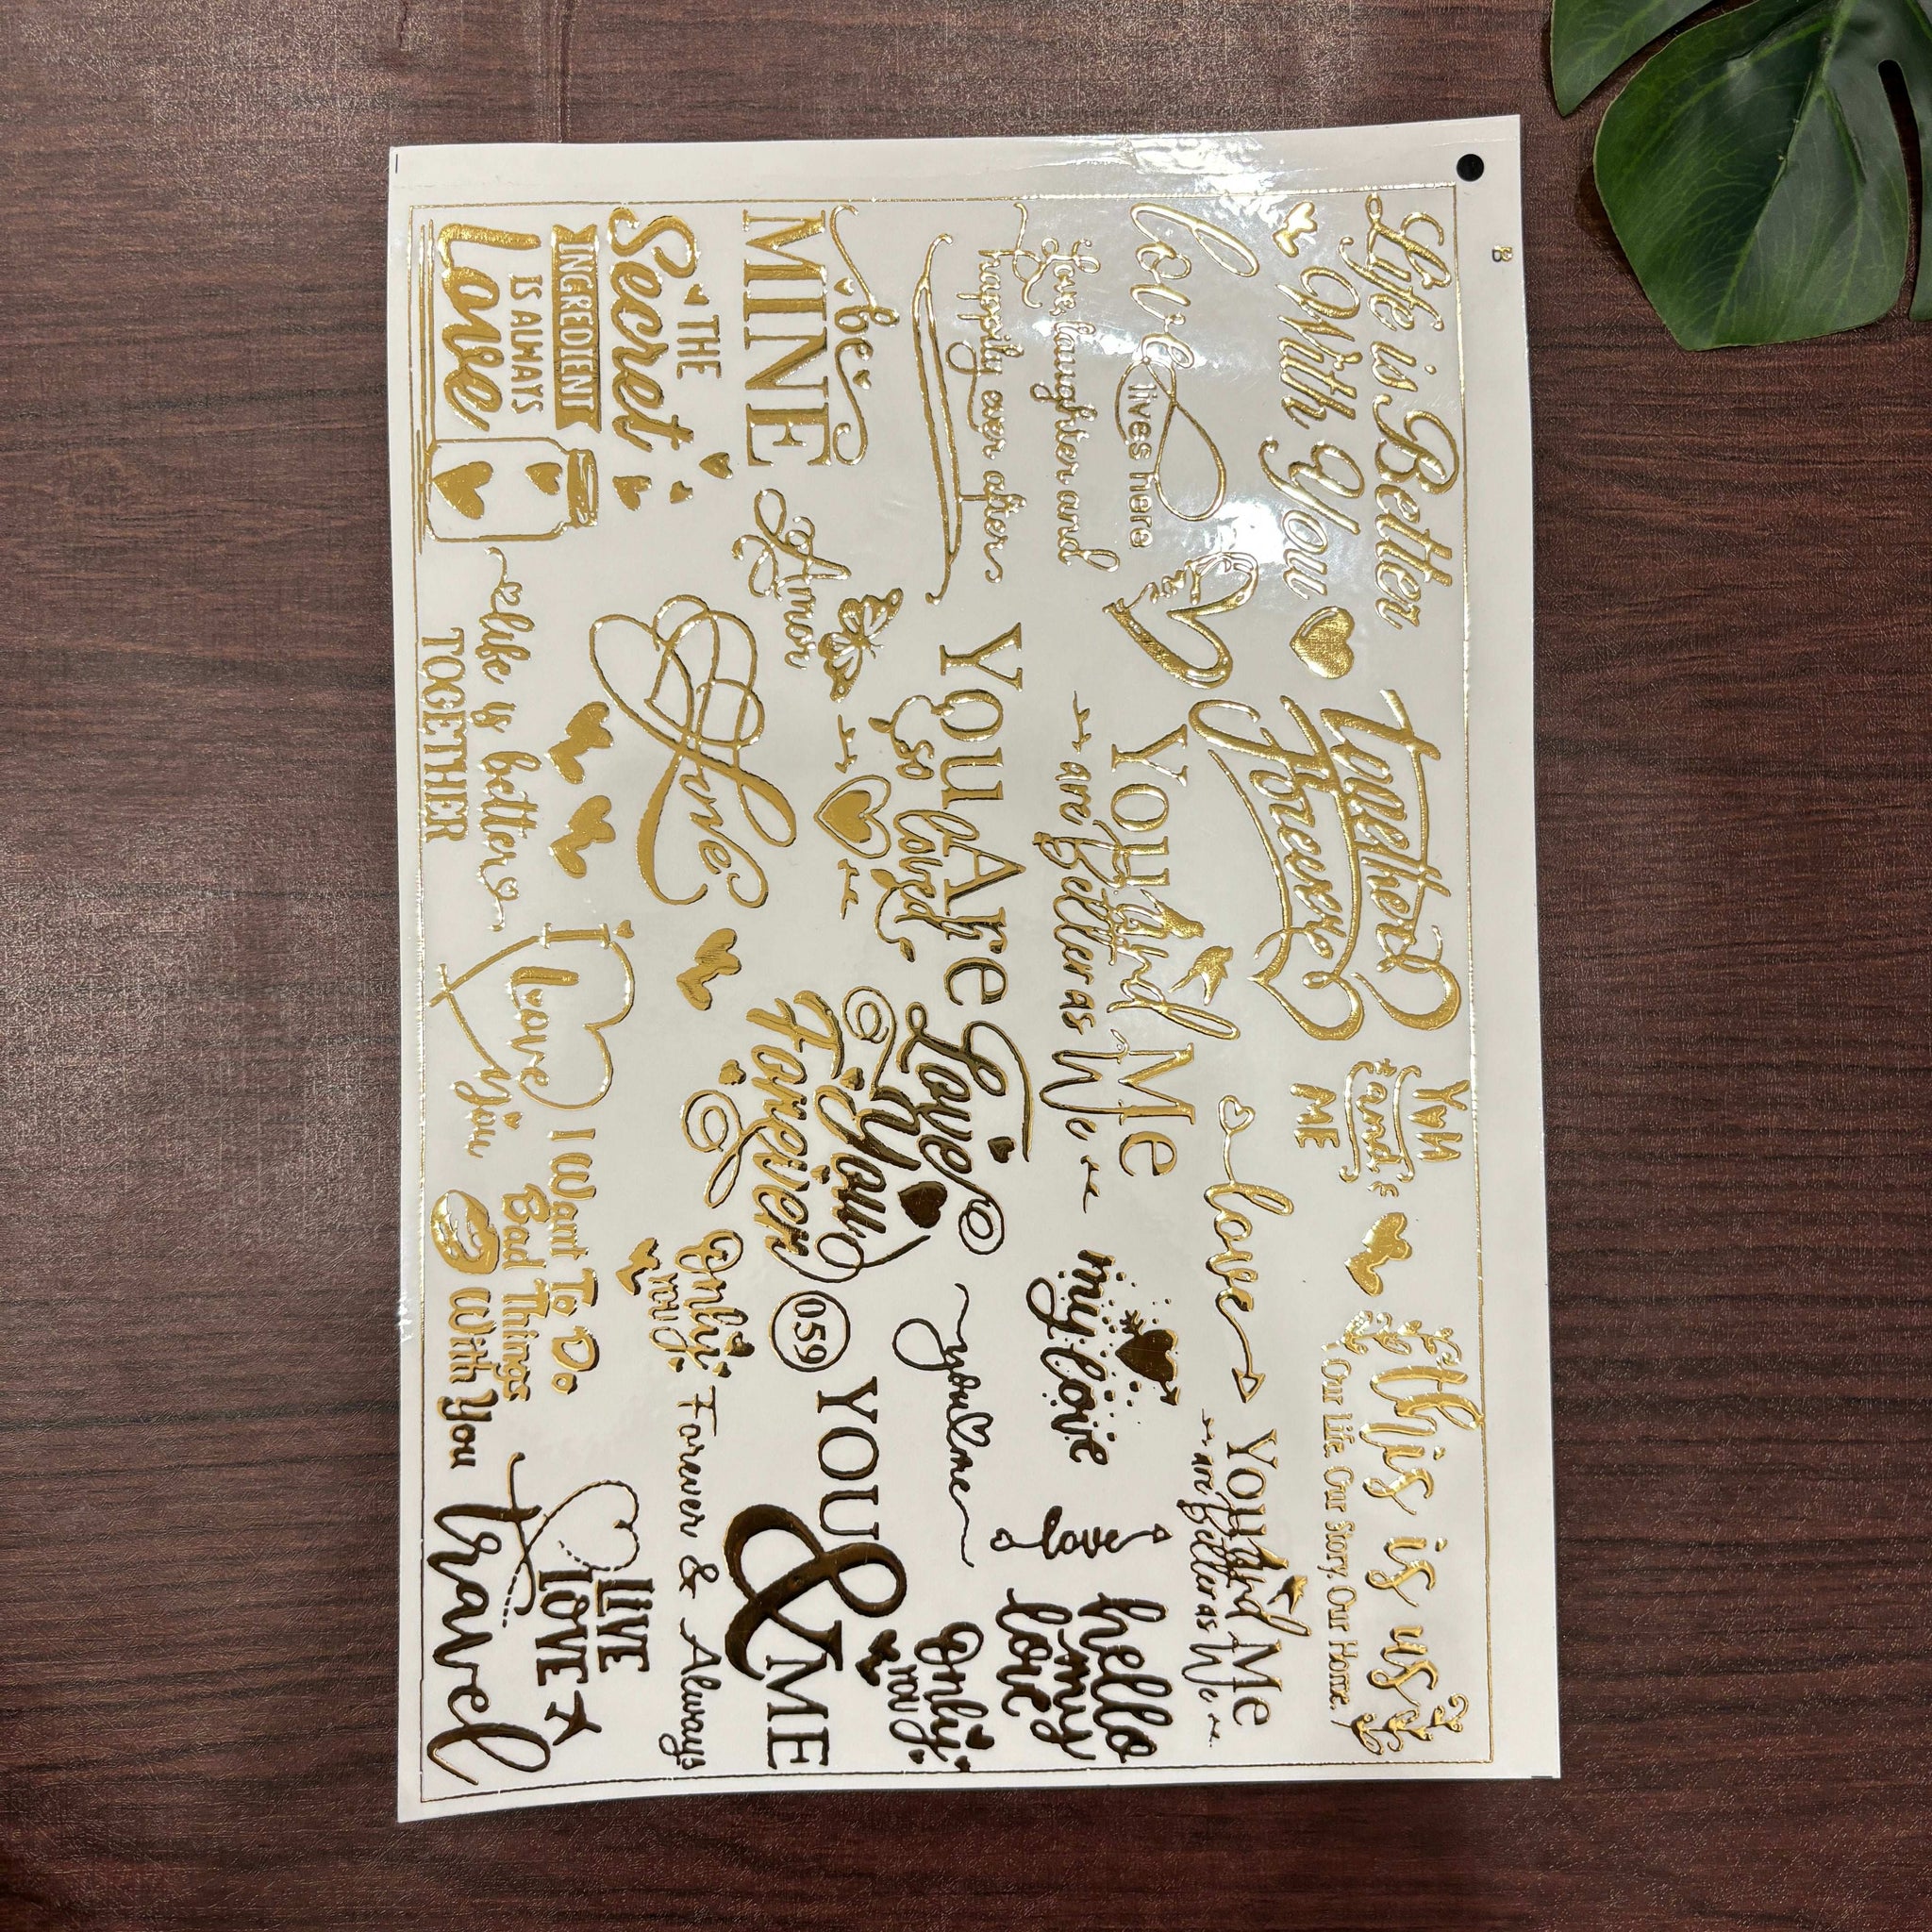 B
Life is Better
With You
Together
Forever
You
and
ME
this is us
Our Life. Our Story. Our Home.
love
lives here
Love, laughter and
happily ever after
You And Me
are Better as We
love
You And Me
are Better as We
be
MINE
Amor
You Are
so loved
Love
You
Forever
my love
hello
my
love
you me
Only
YOU
059
YOU
&
ME
THE
Secret
INGREDIENT
IS ALWAYS
Love
life is better
TOGETHER
I
Love
You
Only
YOU
Forever & Always
I Want To Do
Bad Things
With You
LIVE
LOVE
travel